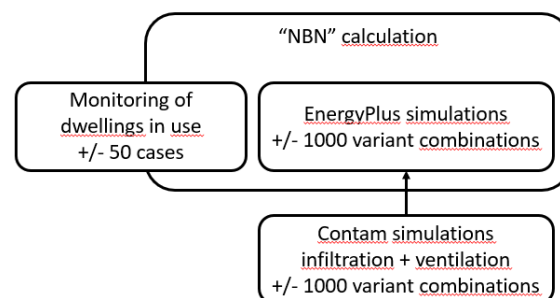 “NBN” calculation
Monitoring of
dwellings in use
+/- 50 cases
EnergyPlus simulations
+/- 1000 variant combinations
Contam simulations
infiltration + ventilation
+/- 1000 variant combinations